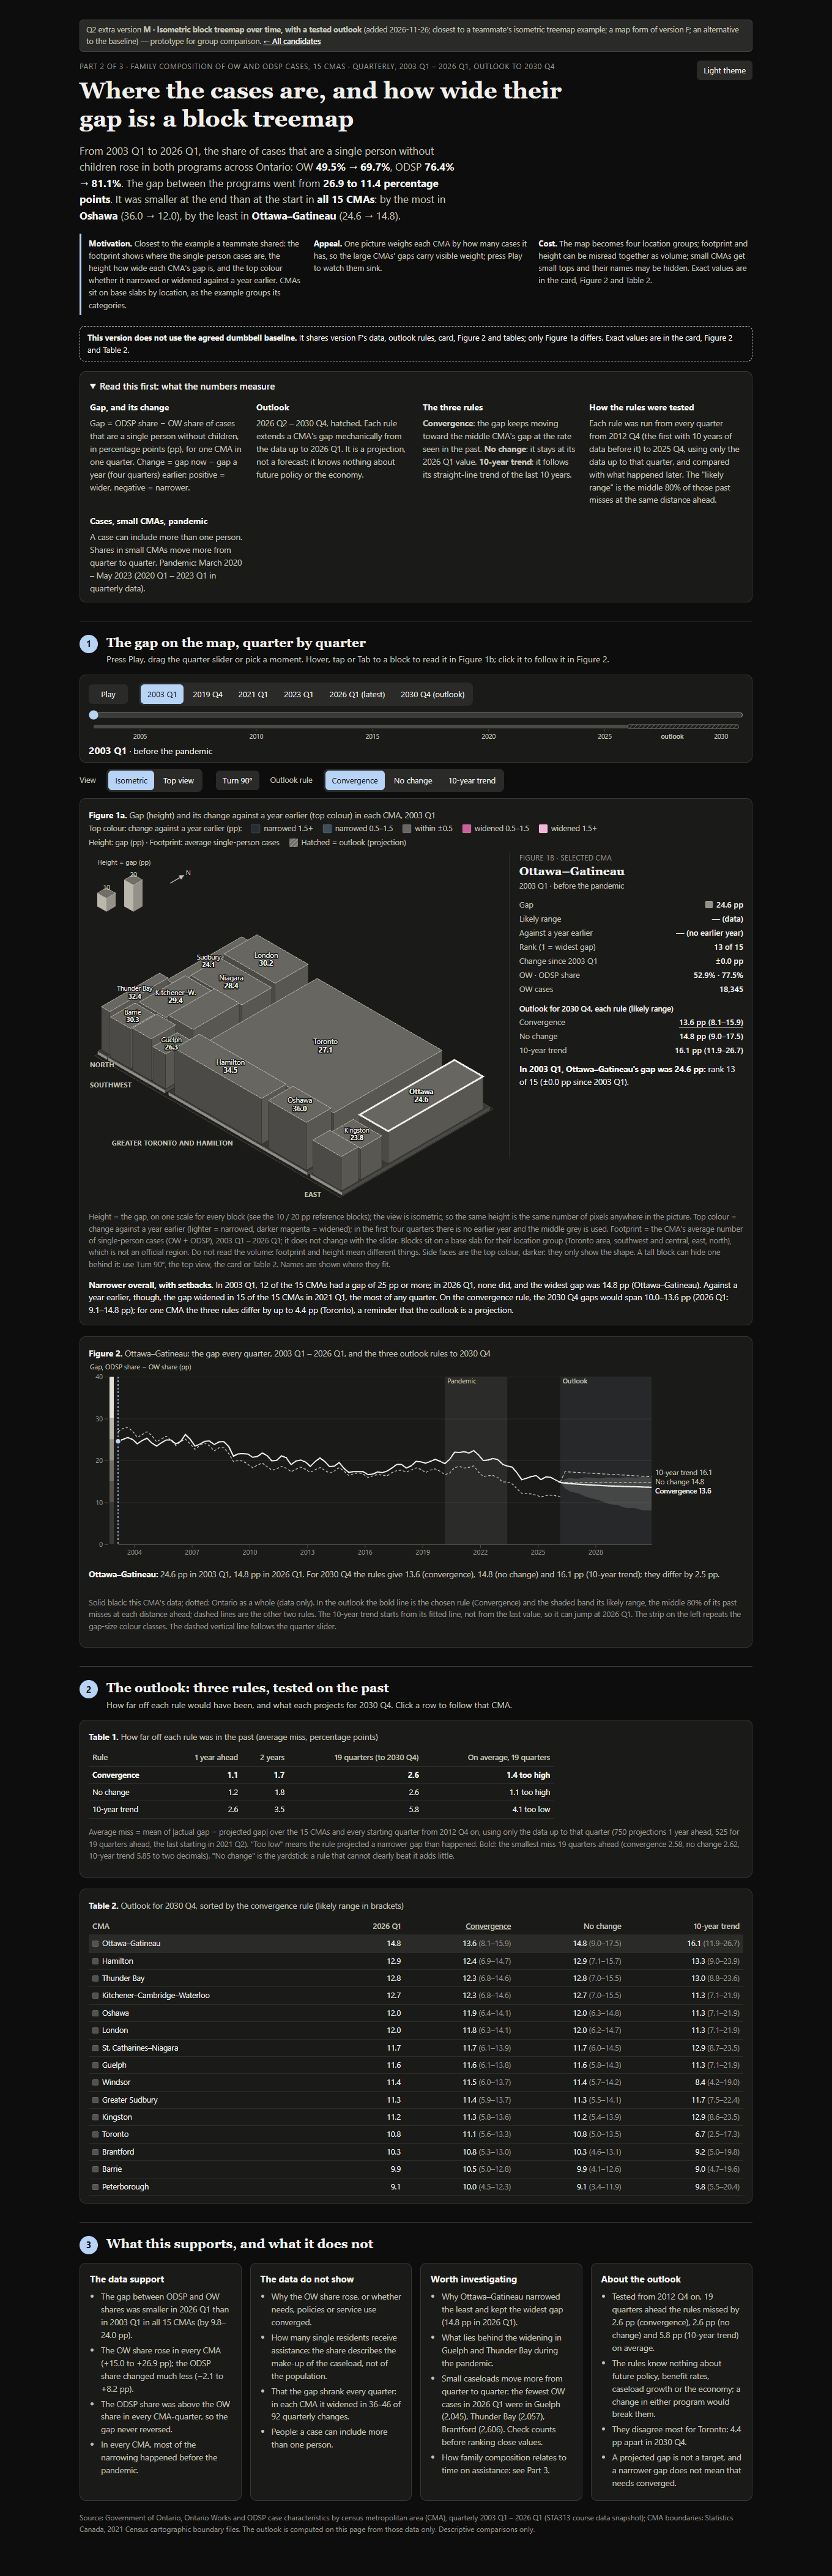 Q2 extra version M · Isometric block treemap over time, with a tested outlook (added 2026-11-26; closest to a teammate's isometric treemap example; a map form of version F; an alternative
to the baseline) — prototype for group comparison. ← All candidates
PART 2 OF 3 · FAMILY COMPOSITION OF OW AND ODSP CASES, 15 CMAS · QUARTERLY, 2003 Q1 – 2026 Q1, OUTLOOK TO 2030 Q4
Light theme
Where the cases are, and how wide their
gap is: a block treemap
From 2003 Q1 to 2026 Q1, the share of cases that are a single person without
children rose in both programs across Ontario: OW 49.5% → 69.7%, ODSP 76.4%
→ 81.1%. The gap between the programs went from 26.9 to 11.4 percentage
points. It was smaller at the end than at the start in all 15 CMAs: by the most in
Oshawa (36.0 → 12.0), by the least in Ottawa–Gatineau (24.6 → 14.8).
Motivation. Closest to the example a teammate shared: the
footprint shows where the single-person cases are, the
height how wide each CMA's gap is, and the top colour
whether it narrowed or widened against a year earlier. CMAs
sit on base slabs by location, as the example groups its
categories.
Appeal. One picture weighs each CMA by how many cases it
has, so the large CMAs' gaps carry visible weight; press Play
to watch them sink.
Cost. The map becomes four location groups; footprint and
height can be misread together as volume; small CMAs get
small tops and their names may be hidden. Exact values are
in the card, Figure 2 and Table 2.
This version does not use the agreed dumbbell baseline. It shares version F's data, outlook rules, card, Figure 2 and tables; only Figure 1a differs. Exact values are in the card, Figure 2
and Table 2.
▼ Read this first: what the numbers measure
Gap, and its change
Gap = ODSP share − OW share of cases
that are a single person without children,
in percentage points (pp), for one CMA in
one quarter. Change = gap now − gap a
year (four quarters) earlier: positive =
wider, negative = narrower.
Outlook
2026 Q2 – 2030 Q4, hatched. Each rule
extends a CMA's gap mechanically from
the data up to 2026 Q1. It is a projection,
not a forecast: it knows nothing about
future policy or the economy.
The three rules
Convergence: the gap keeps moving
toward the middle CMA's gap at the rate
seen in the past. No change: it stays at its
2026 Q1 value. 10-year trend: it follows
its straight-line trend of the last 10 years.
How the rules were tested
Each rule was run from every quarter
from 2012 Q4 (the first with 10 years of
data before it) to 2025 Q4, using only the
data up to that quarter, and compared
with what happened later. The "likely
range" is the middle 80% of those past
misses at the same distance ahead.
Cases, small CMAs, pandemic
A case can include more than one person.
Shares in small CMAs move more from
quarter to quarter. Pandemic: March 2020
– May 2023 (2020 Q1 – 2023 Q1 in
quarterly data).
1 The gap on the map, quarter by quarter
Press Play, drag the quarter slider or pick a moment. Hover, tap or Tab to a block to read it in Figure 1b; click it to follow it in Figure 2.
Play 2003 Q1 2019 Q4 2021 Q1 2023 Q1 2026 Q1 (latest) 2030 Q4 (outlook)
2005 2010 2015 2020 2025 outlook 2030
2003 Q1 · before the pandemic
View Isometric Top view Turn 90° Outlook rule Convergence No change 10-year trend
Figure 1a. Gap (height) and its change against a year earlier (top colour) in each CMA, 2003 Q1
Top colour: change against a year earlier (pp): narrowed 1.5+ narrowed 0.5–1.5 within ±0.5 widened 0.5–1.5 widened 1.5+
Height: gap (pp) · Footprint: average single-person cases Hatched = outlook (projection)
Height = gap (pp)
10
20
N
London
30.2
Sudbury
24.1
Niagara
28.4
Thunder Bay
32.4
Kitchener–W.
29.4
Barrie
30.3
Guelph
26.3
Toronto
27.1
Hamilton
34.5
Oshawa
36.0
Ottawa
24.6
Kingston
23.8
NORTH
SOUTHWEST
GREATER TORONTO AND HAMILTON
EAST
FIGURE 1B · SELECTED CMA
Ottawa–Gatineau
2003 Q1 · before the pandemic
Gap 24.6 pp
Likely range — (data)
Against a year earlier — (no earlier year)
Rank (1 = widest gap) 13 of 15
Change since 2003 Q1 ±0.0 pp
OW · ODSP share 52.9% · 77.5%
OW cases 18,345
Outlook for 2030 Q4, each rule (likely range)
Convergence 13.6 pp (8.1–15.9)
No change 14.8 pp (9.0–17.5)
10-year trend 16.1 pp (11.9–26.7)
In 2003 Q1, Ottawa–Gatineau's gap was 24.6 pp: rank 13
of 15 (±0.0 pp since 2003 Q1).
Height = the gap, on one scale for every block (see the 10 / 20 pp reference blocks); the view is isometric, so the same height is the same number of pixels anywhere in the picture. Top colour =
change against a year earlier (lighter = narrowed, darker magenta = widened); in the first four quarters there is no earlier year and the middle grey is used. Footprint = the CMA's average number
of single-person cases (OW + ODSP), 2003 Q1 – 2026 Q1; it does not change with the slider. Blocks sit on a base slab for their location group (Toronto area, southwest and central, east, north),
which is not an official region. Do not read the volume: footprint and height mean different things. Side faces are the top colour, darker: they only show the shape. A tall block can hide one
behind it: use Turn 90°, the top view, the card or Table 2. Names are shown where they fit.
Narrower overall, with setbacks. In 2003 Q1, 12 of the 15 CMAs had a gap of 25 pp or more; in 2026 Q1, none did, and the widest gap was 14.8 pp (Ottawa–Gatineau). Against a
year earlier, though, the gap widened in 15 of the 15 CMAs in 2021 Q1, the most of any quarter. On the convergence rule, the 2030 Q4 gaps would span 10.0–13.6 pp (2026 Q1:
9.1–14.8 pp); for one CMA the three rules differ by up to 4.4 pp (Toronto), a reminder that the outlook is a projection.
Figure 2. Ottawa–Gatineau: the gap every quarter, 2003 Q1 – 2026 Q1, and the three outlook rules to 2030 Q4
Gap, ODSP share − OW share (pp)
40
30
20
10
0
Pandemic
Outlook
10-year trend 16.1
No change 14.8
Convergence 13.6
2004 2007 2010 2013 2016 2019 2022 2025 2028
Ottawa–Gatineau: 24.6 pp in 2003 Q1, 14.8 pp in 2026 Q1. For 2030 Q4 the rules give 13.6 (convergence), 14.8 (no change) and 16.1 pp (10-year trend); they differ by 2.5 pp.
Solid black: this CMA's data; dotted: Ontario as a whole (data only). In the outlook the bold line is the chosen rule (Convergence) and the shaded band its likely range, the middle 80% of its past
misses at each distance ahead; dashed lines are the other two rules. The 10-year trend starts from its fitted line, not from the last value, so it can jump at 2026 Q1. The strip on the left repeats the
gap-size colour classes. The dashed vertical line follows the quarter slider.
2 The outlook: three rules, tested on the past
How far off each rule would have been, and what each projects for 2030 Q4. Click a row to follow that CMA.
Table 1. How far off each rule was in the past (average miss, percentage points)
Rule 1 year ahead 2 years 19 quarters (to 2030 Q4) On average, 19 quarters
Convergence 1.1 1.7 2.6 1.4 too high
No change 1.2 1.8 2.6 1.1 too high
10-year trend 2.6 3.5 5.8 4.1 too low
Average miss = mean of |actual gap − projected gap| over the 15 CMAs and every starting quarter from 2012 Q4 on, using only the data up to that quarter (750 projections 1 year ahead, 525 for
19 quarters ahead, the last starting in 2021 Q2). "Too low" means the rule projected a narrower gap than happened. Bold: the smallest miss 19 quarters ahead (convergence 2.58, no change 2.62,
10-year trend 5.85 to two decimals). "No change" is the yardstick: a rule that cannot clearly beat it adds little.
Table 2. Outlook for 2030 Q4, sorted by the convergence rule (likely range in brackets)
CMA 2026 Q1 Convergence No change 10-year trend
Ottawa–Gatineau 14.8 13.6 (8.1–15.9) 14.8 (9.0–17.5) 16.1 (11.9–26.7)
Hamilton 12.9 12.4 (6.9–14.7) 12.9 (7.1–15.7) 13.3 (9.0–23.9)
Thunder Bay 12.8 12.3 (6.8–14.6) 12.8 (7.0–15.5) 13.0 (8.8–23.6)
Kitchener–Cambridge–Waterloo 12.7 12.3 (6.8–14.6) 12.7 (7.0–15.5) 11.3 (7.1–21.9)
Oshawa 12.0 11.9 (6.4–14.1) 12.0 (6.3–14.8) 11.3 (7.1–21.9)
London 12.0 11.8 (6.3–14.1) 12.0 (6.2–14.7) 11.3 (7.1–21.9)
St. Catharines–Niagara 11.7 11.7 (6.1–13.9) 11.7 (6.0–14.5) 12.9 (8.7–23.5)
Guelph 11.6 11.6 (6.1–13.8) 11.6 (5.8–14.3) 11.3 (7.1–21.9)
Windsor 11.4 11.5 (6.0–13.7) 11.4 (5.7–14.2) 8.4 (4.2–19.0)
Greater Sudbury 11.3 11.4 (5.9–13.7) 11.3 (5.5–14.1) 11.7 (7.5–22.4)
Kingston 11.2 11.3 (5.8–13.6) 11.2 (5.4–13.9) 12.9 (8.6–23.5)
Toronto 10.8 11.1 (5.6–13.3) 10.8 (5.0–13.5) 6.7 (2.5–17.3)
Brantford 10.3 10.8 (5.3–13.0) 10.3 (4.6–13.1) 9.2 (5.0–19.8)
Barrie 9.9 10.5 (5.0–12.8) 9.9 (4.1–12.6) 9.0 (4.7–19.6)
Peterborough 9.1 10.0 (4.5–12.3) 9.1 (3.4–11.9) 9.8 (5.5–20.4)
3 What this supports, and what it does not
The data support
• The gap between ODSP and OW
shares was smaller in 2026 Q1 than
in 2003 Q1 in all 15 CMAs (by 9.8–
24.0 pp).
• The OW share rose in every CMA
(+15.0 to +26.9 pp); the ODSP
share changed much less (−2.1 to
+8.2 pp).
• The ODSP share was above the OW
share in every CMA-quarter, so the
gap never reversed.
• In every CMA, most of the
narrowing happened before the
pandemic.
The data do not show
• Why the OW share rose, or whether
needs, policies or service use
converged.
• How many single residents receive
assistance: the share describes the
make-up of the caseload, not of
the population.
• That the gap shrank every quarter:
in each CMA it widened in 36–46 of
92 quarterly changes.
• People: a case can include more
than one person.
Worth investigating
• Why Ottawa–Gatineau narrowed
the least and kept the widest gap
(14.8 pp in 2026 Q1).
• What lies behind the widening in
Guelph and Thunder Bay during
the pandemic.
• Small caseloads move more from
quarter to quarter: the fewest OW
cases in 2026 Q1 were in Guelph
(2,045), Thunder Bay (2,057),
Brantford (2,606). Check counts
before ranking close values.
• How family composition relates to
time on assistance: see Part 3.
About the outlook
• Tested from 2012 Q4 on, 19
quarters ahead the rules missed by
2.6 pp (convergence), 2.6 pp (no
change) and 5.8 pp (10-year trend)
on average.
• The rules know nothing about
future policy, benefit rates,
caseload growth or the economy; a
change in either program would
break them.
• They disagree most for Toronto: 4.4
pp apart in 2030 Q4.
• A projected gap is not a target, and
a narrower gap does not mean that
needs converged.
Source: Government of Ontario, Ontario Works and ODSP case characteristics by census metropolitan area (CMA), quarterly 2003 Q1 – 2026 Q1 (STA313 course data snapshot); CMA boundaries: Statistics
Canada, 2021 Census cartographic boundary files. The outlook is computed on this page from those data only. Descriptive comparisons only.